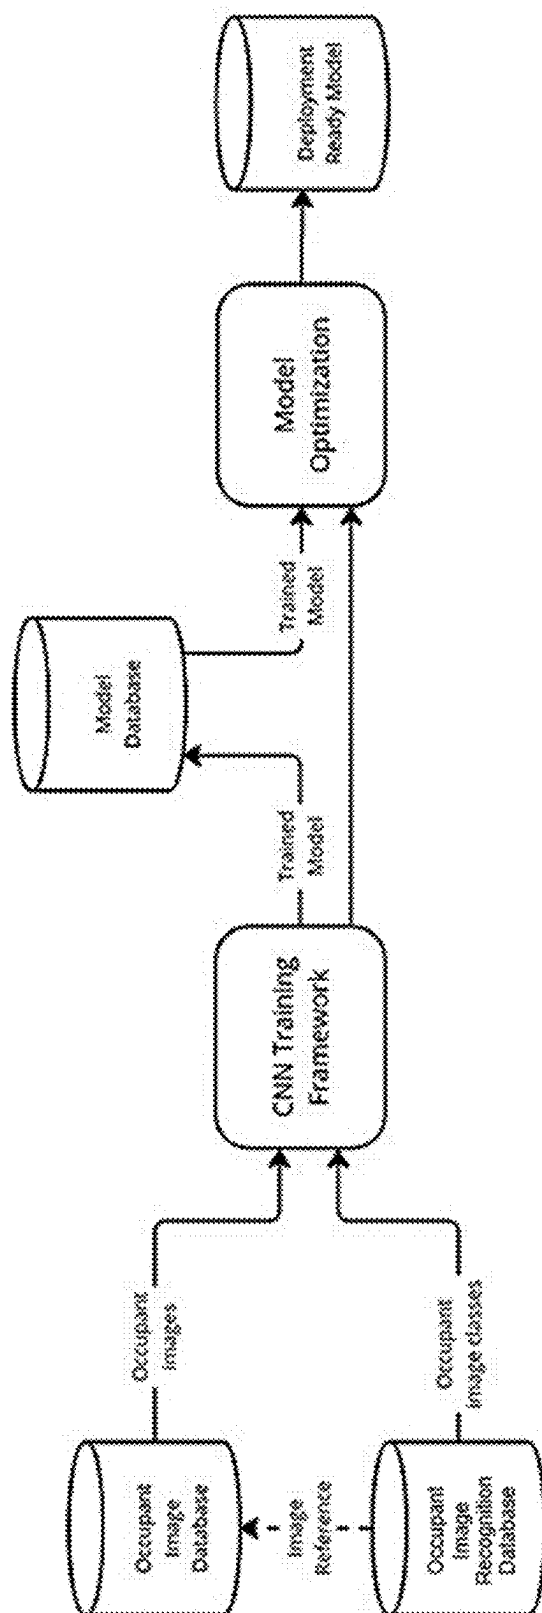 Occupant
Image
Database
Image
Reference
Occupant
Image
Recognition
Database
Occupant
images
Occupant
image classes
CNN Training
Framework
Trained
Model
Model
Database
Trained
Model
Model
Optimization
Deployment
Ready Model